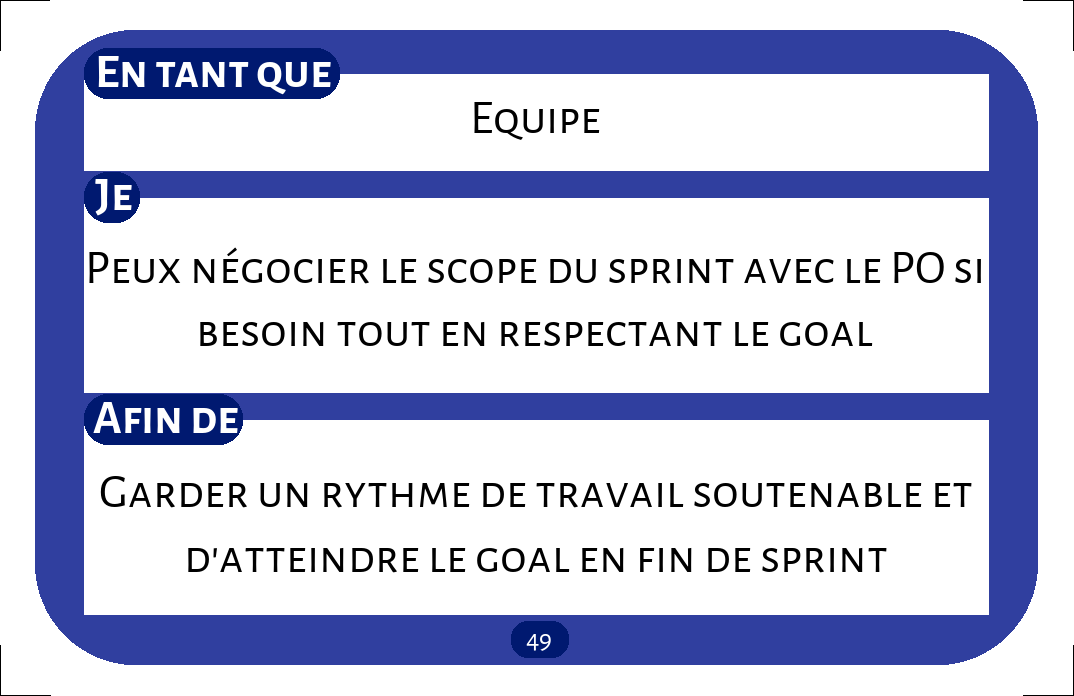 En tant que
Equipe
Je
Peux négocier le scope du sprint avec le PO si
besoin tout en respectant le goal
Afin de
Garder un rythme de travail soutenable et
d'atteindre le goal en fin de sprint
49